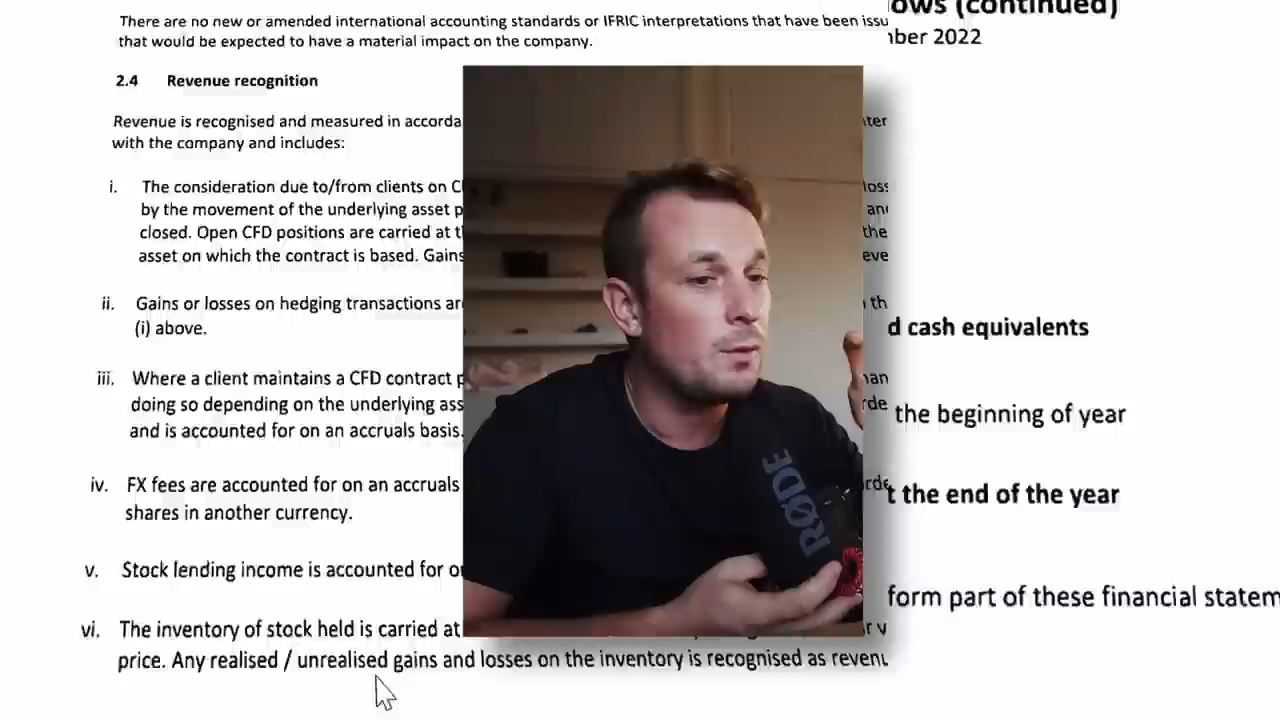 There are no new or amended international accounting standards or IFRIC interpretations that have been issu
that would be expected to have a material impact on the company.
2.4 Revenue recognition
Revenue is recognised and measured in accorda
with the company and includes:
i. The consideration due to/from clients on C
by the movement of the underlying asset p
closed. Open CFD positions are carried at t
asset on which the contract is based. Gains
ii. Gains or losses on hedging transactions ar
(i) above.
iii. Where a client maintains a CFD contract p
doing so depending on the underlying ass
and is accounted for on an accruals basis.
iv. FX fees are accounted for on an accruals
shares in another currency.
v. Stock lending income is accounted for o
vi. The inventory of stock held is carried at
price. Any realised / unrealised gains and losses on the inventory is recognised as revenu
RØDE
ows (continued)
ber 2022
d cash equivalents
the beginning of year
t the end of the year
form part of these financial statem